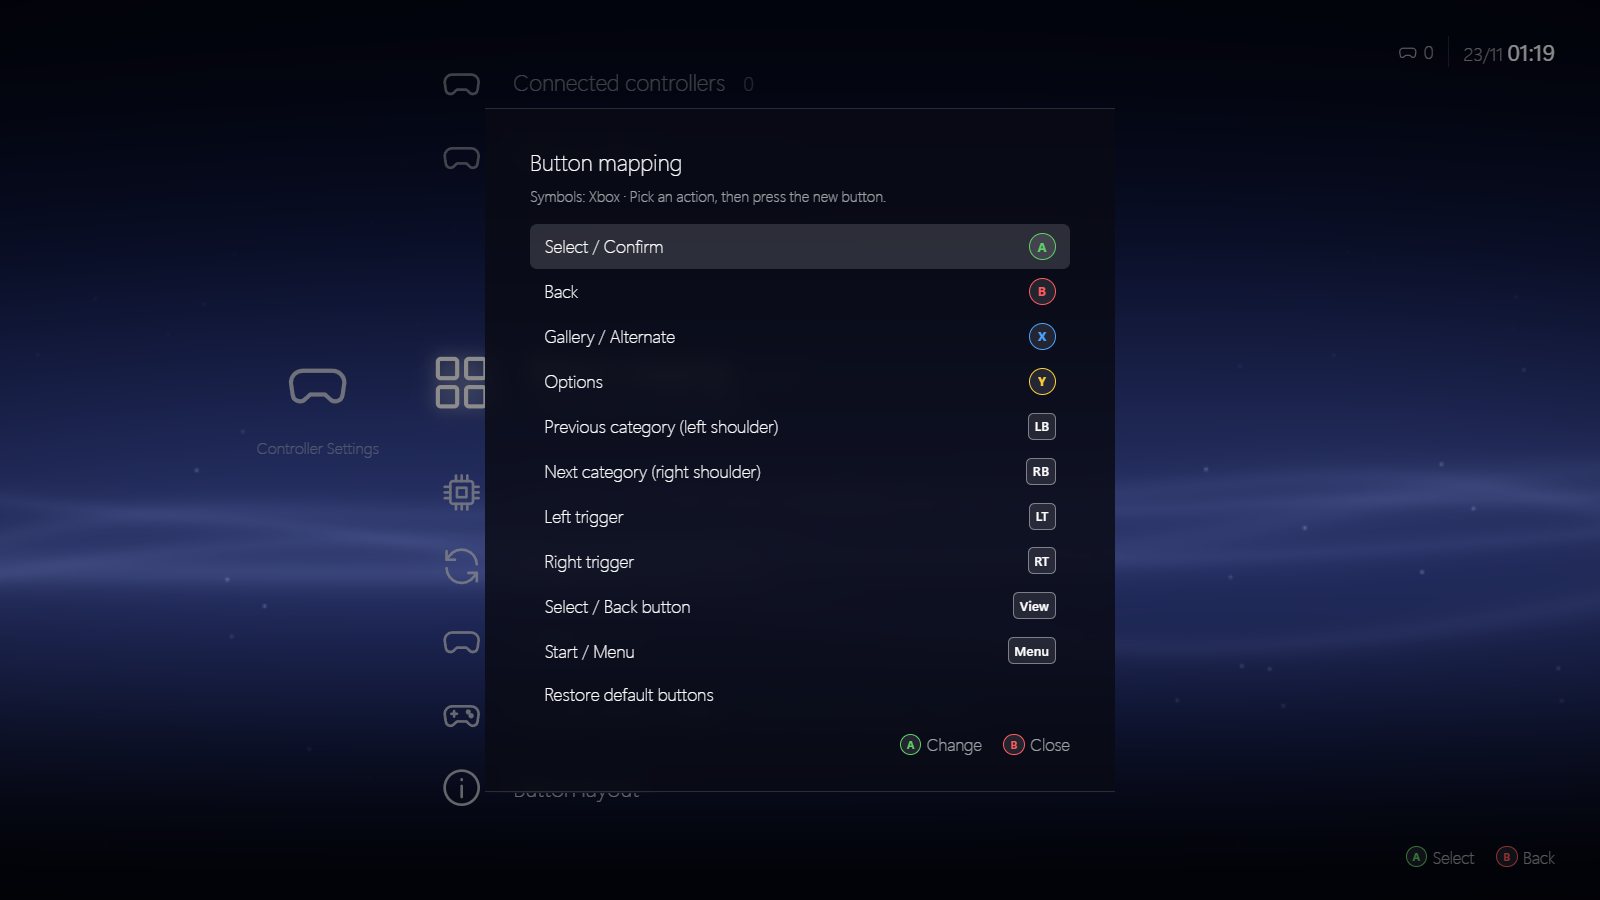 0 23/11 01:19
Connected controllers 0
Button mapping
Symbols: Xbox · Pick an action, then press the new button.
Select / Confirm A
Back B
Gallery / Alternate X
Options Y
Previous category (left shoulder) LB
Next category (right shoulder) RB
Left trigger LT
Right trigger RT
Select / Back button View
Start / Menu Menu
Restore default buttons
A Change B Close
Controller Settings
Button layout
A Select B Back